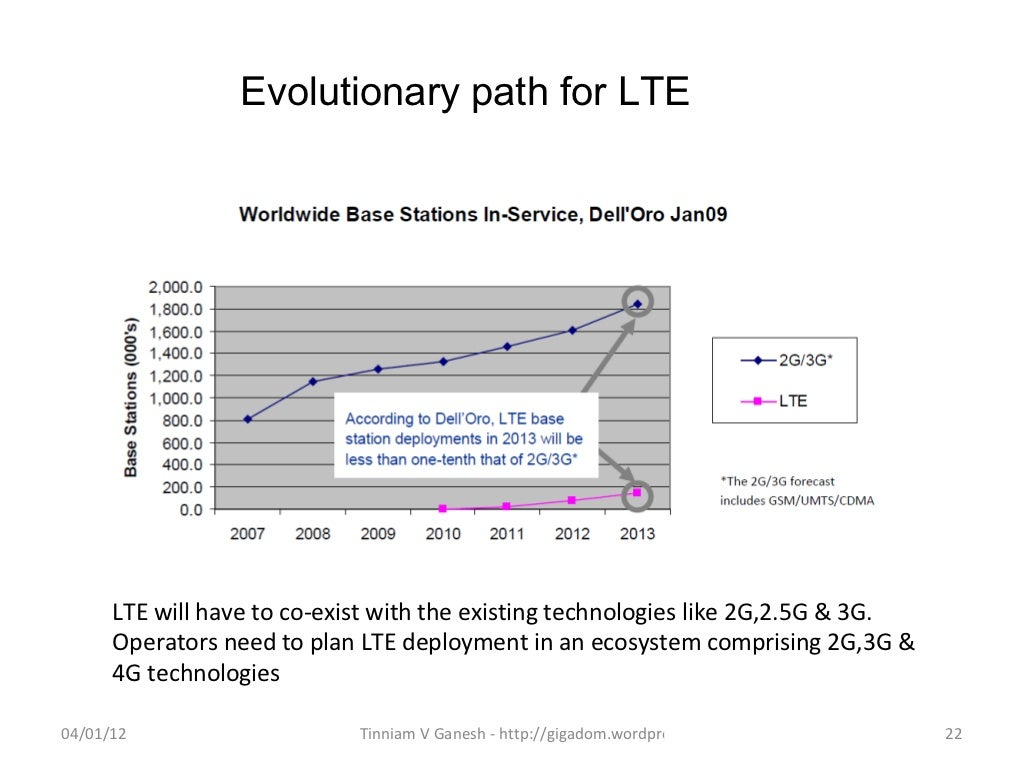 Evolutionary path for LTE
Worldwide Base Stations In-Service, Dell'Oro Jan09
Base Stations (000's)
2,000.0
1,800.0
1,600.0
1,400.0
1,200.0
1,000.0
800.0
600.0
400.0
200.0
0.0
According to Dell'Oro, LTE base
station deployments in 2013 will be
less than one-tenth that of 2G/3G*
2007 2008 2009 2010 2011 2012 2013
2G/3G*
LTE
*The 2G/3G forecast
includes GSM/UMTS/CDMA
LTE will have to co-exist with the existing technologies like 2G,2.5G & 3G.
Operators need to plan LTE deployment in an ecosystem comprising 2G,3G &
4G technologies
04/01/12 Tinniam V Ganesh - http://gigadom.wordpre 22